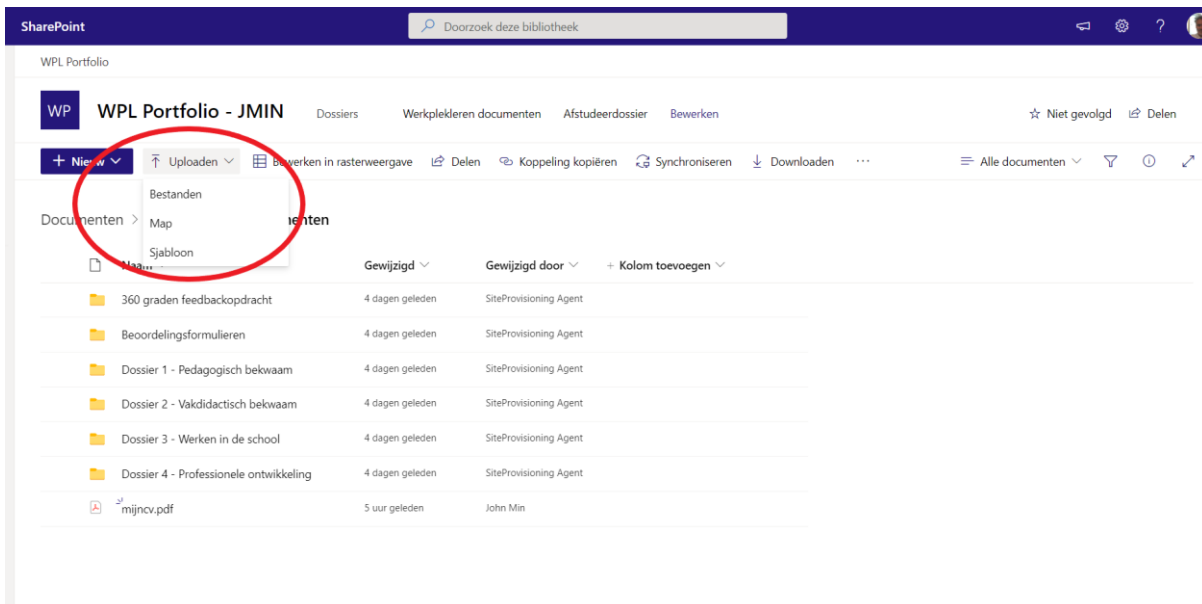 SharePoint Doorzoek deze bibliotheek ?
WPL Portfolio
WP WPL Portfolio - JMIN Dossiers Werkplekleren documenten Afstudeerdossier Bewerken Niet gevolgd Delen
+ Nieuw Uploaden Bewerken in rasterweergave Delen Koppeling kopiëren Synchroniseren Downloaden ... Alle documenten
Bestanden
Documenten > Map
Sjabloon
Naam Gewijzigd Gewijzigd door + Kolom toevoegen
360 graden feedbackopdracht 4 dagen geleden SiteProvisioning Agent
Beoordelingsformulieren 4 dagen geleden SiteProvisioning Agent
Dossier 1 - Pedagogisch bekwaam 4 dagen geleden SiteProvisioning Agent
Dossier 2 - Vakdidactisch bekwaam 4 dagen geleden SiteProvisioning Agent
Dossier 3 - Werken in de school 4 dagen geleden SiteProvisioning Agent
Dossier 4 - Professionele ontwikkeling 4 dagen geleden SiteProvisioning Agent
mijncv.pdf 5 uur geleden John Min